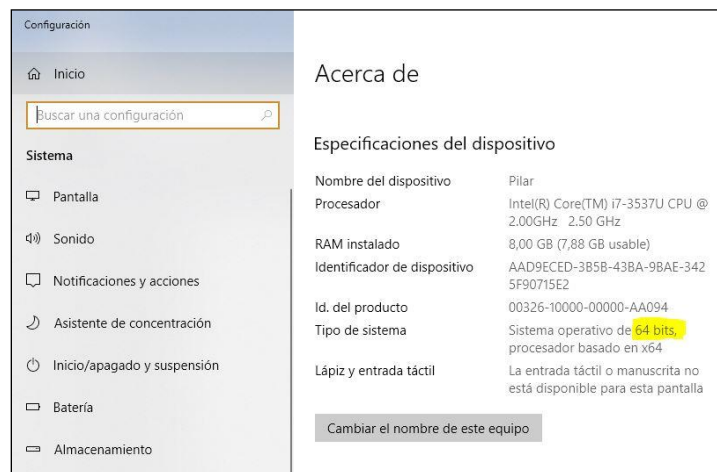 Configuración
Inicio
Buscar una configuración
Sistema
Pantalla
Sonido
Notificaciones y acciones
Asistente de concentración
Inicio/apagado y suspensión
Batería
Almacenamiento
Acerca de
Especificaciones del dispositivo
Nombre del dispositivo Pilar
Procesador Intel(R) Core(TM) i7-3537U CPU @
2.00GHz 2.50 GHz
RAM instalado 8,00 GB (7,88 GB usable)
Identificador de dispositivo AAD9ECED-3B5B-43BA-9BAE-342
5F90715E2
Id. del producto 00326-10000-00000-AA094
Tipo de sistema Sistema operativo de 64 bits,
procesador basado en x64
Lápiz y entrada táctil La entrada táctil o manuscrita no
está disponible para esta pantalla
Cambiar el nombre de este equipo